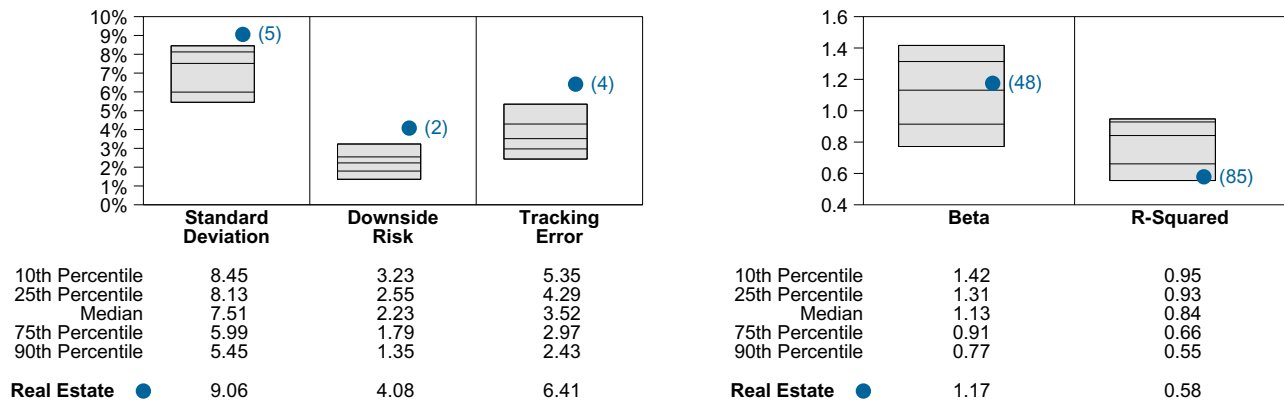 10%
9%
8%
7%
6%
5%
4%
3%
2%
1%
0%
(5)
(2)
(4)
Standard Deviation
Downside Risk
Tracking Error
10th Percentile 8.45 3.23 5.35
25th Percentile 8.13 2.55 4.29
Median 7.51 2.23 3.52
75th Percentile 5.99 1.79 2.97
90th Percentile 5.45 1.35 2.43
Real Estate 9.06 4.08 6.41
1.6
1.4
1.2
1.0
0.8
0.6
0.4
(48)
(85)
Beta R-Squared
10th Percentile 1.42 0.95
25th Percentile 1.31 0.93
Median 1.13 0.84
75th Percentile 0.91 0.66
90th Percentile 0.77 0.55
Real Estate 1.17 0.58